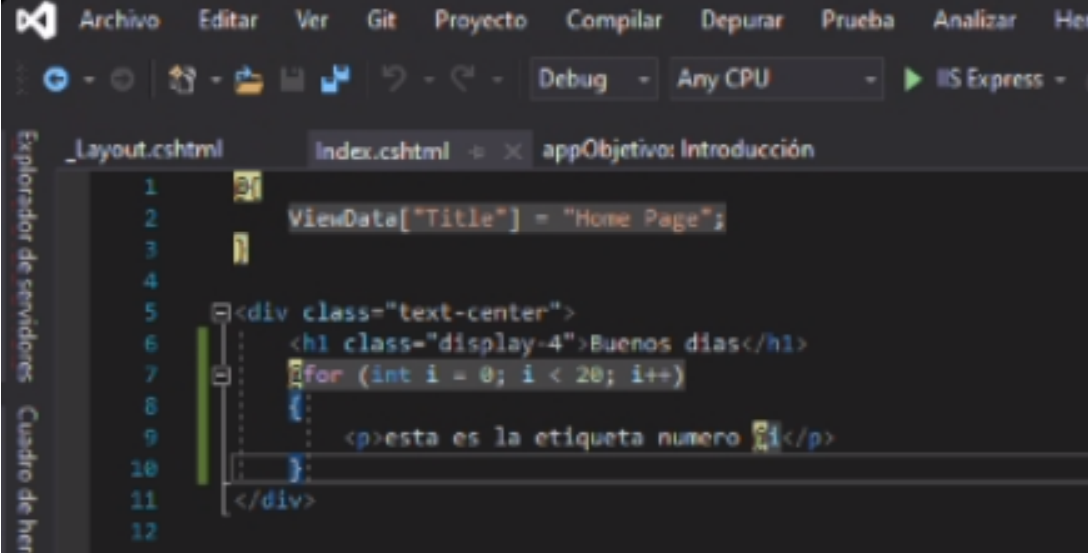 Archivo Editar Ver Git Proyecto Compilar Depurar Prueba Analizar Her
Debug Any CPU IIS Express
_Layout.cshtml Index.cshtml appObjetivo: Introducción
Explorador de servidores
Cuadro de her
1 @{
2 ViewData["Title"] = "Home Page";
3 }
4
5 <div class="text-center">
6 <h1 class="display-4">Buenos dias</h1>
7 @for (int i = 0; i < 20; i++)
8 {
9 <p>esta es la etiqueta numero @i</p>
10 }
11 </div>
12